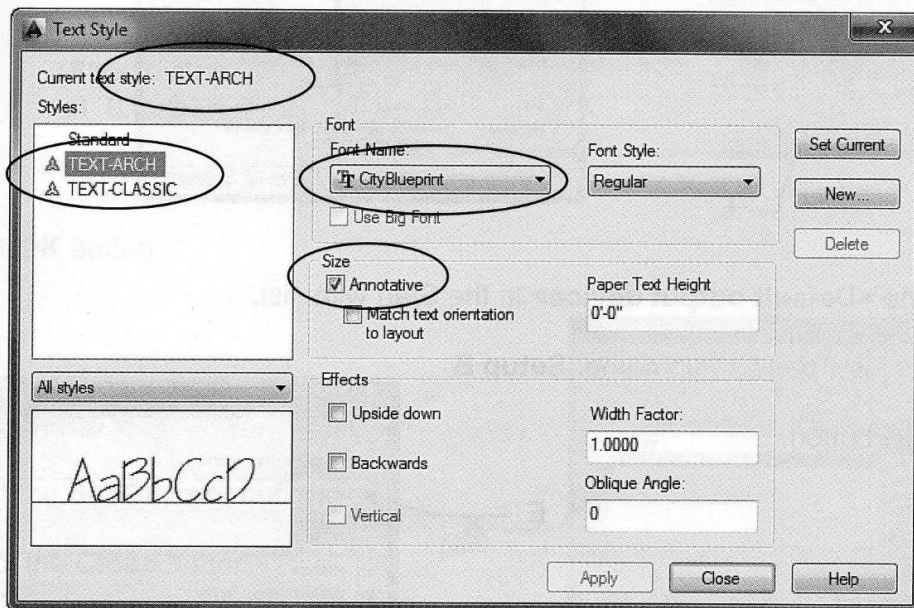 Text Style
X
Current text style: TEXT-ARCH
Styles:
Standard
TEXT-ARCH
TEXT-CLASSIC
All styles
AaBbCcD
Font
Font Name:
CityBlueprint
Use Big Font
Font Style:
Regular
Size
Annotative
Match text orientation
to layout
Paper Text Height
0'-0"
Effects
Upside down
Backwards
Vertical
Width Factor:
1.0000
Oblique Angle:
0
Set Current
New...
Delete
Apply
Close
Help